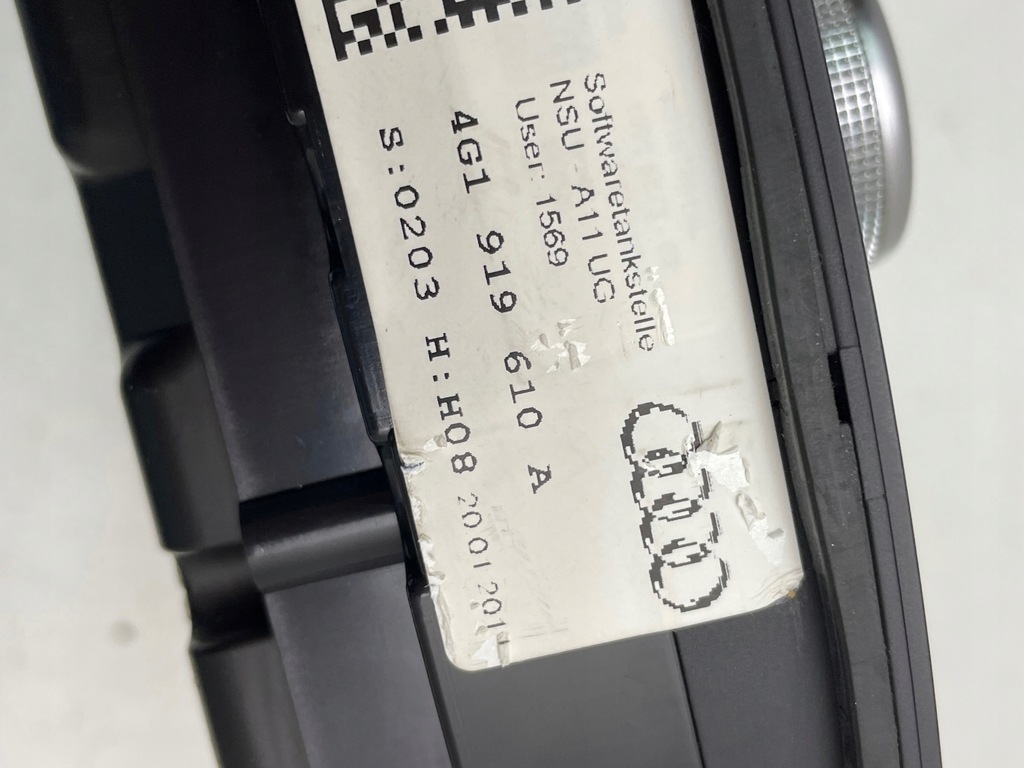 Softwaretankstelle
NSU - A11 UG
User: 1569
4G1 919 610 A
S:0203 H:H08